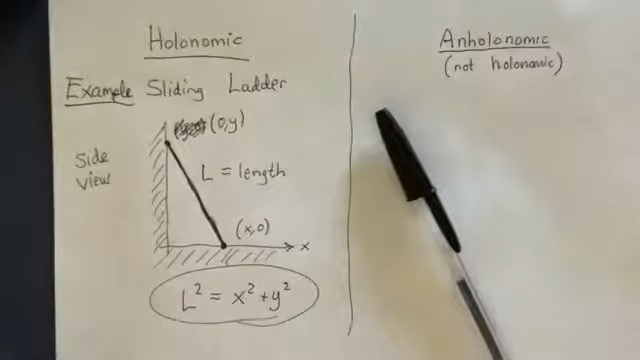 Holonomic
Example Sliding Ladder
(0,y)
side
view
L = length
(x,0)
x
L² = x² + y²
Anholonomic
(not holonomic)